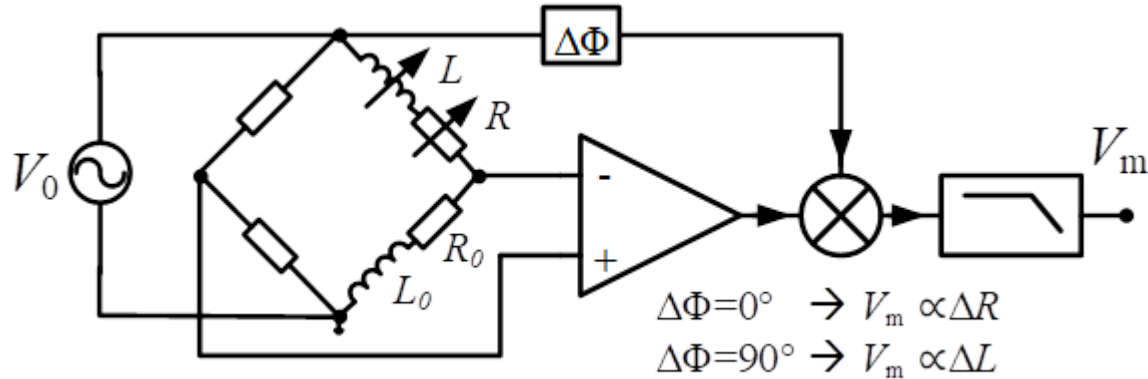 ΔΦ
L
R
V₀
Vₘ
-
R₀
+
L₀
ΔΦ=0° → Vₘ ∝ΔR
ΔΦ=90° → Vₘ ∝ΔL